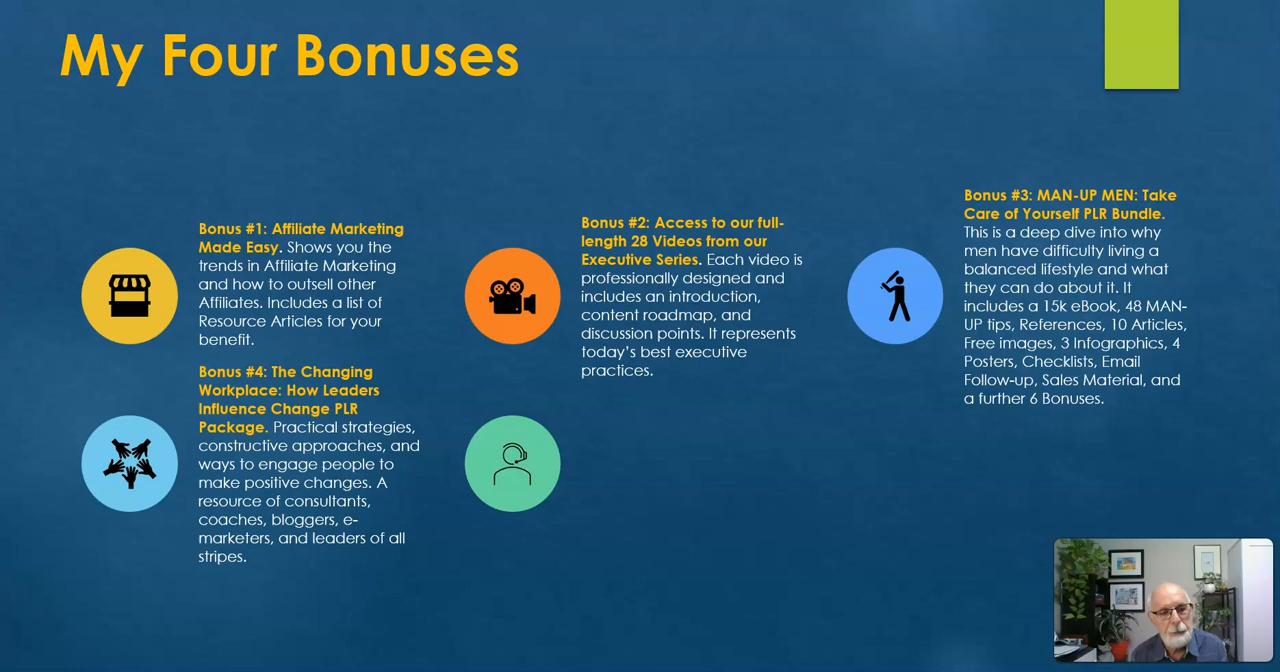 My Four Bonuses
Bonus #1: Affiliate Marketing
Made Easy. Shows you the
trends in Affiliate Marketing
and how to outsell other
Affiliates. Includes a list of
Resource Articles for your
benefit.
Bonus #2: Access to our full-
length 28 Videos from our
Executive Series. Each video is
professionally designed and
includes an introduction,
content roadmap, and
discussion points. It represents
today’s best executive
practices.
Bonus #3: MAN-UP MEN: Take
Care of Yourself PLR Bundle.
This is a deep dive into why
men have difficulty living a
balanced lifestyle and what
they can do about it. It
includes a 15k eBook, 48 MAN-
UP tips, References, 10 Articles,
Free images, 3 Infographics, 4
Posters, Checklists, Email
Follow-up, Sales Material, and
a further 6 Bonuses.
Bonus #4: The Changing
Workplace: How Leaders
Influence Change PLR
Package. Practical strategies,
constructive approaches, and
ways to engage people to
make positive changes. A
resource of consultants,
coaches, bloggers, e-
marketers, and leaders of all
stripes.